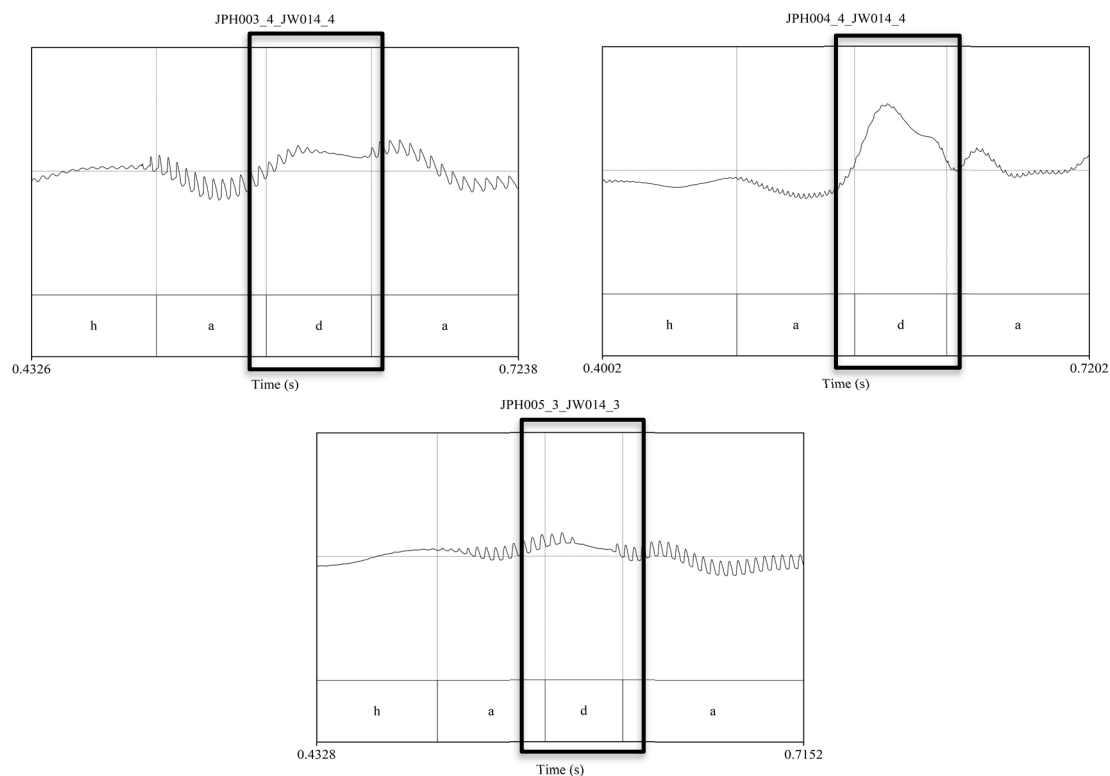 JPH003_4_JW014_4
h a d a
0.4326 0.7238
Time (s)
JPH004_4_JW014_4
h a d a
0.4002 0.7202
Time (s)
JPH005_3_JW014_3
h a d a
0.4328 0.7152
Time (s)